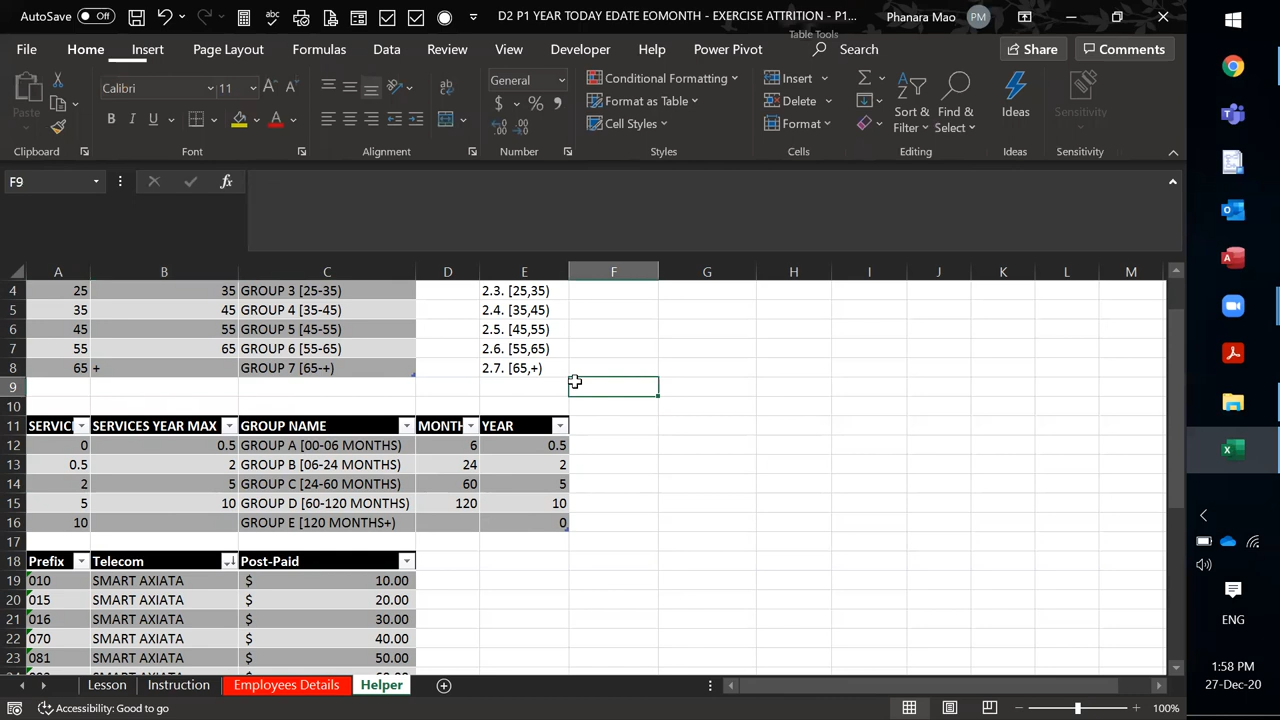 AutoSave Off D2 P1 YEAR TODAY EDATE EOMONTH - EXERCISE ATTRITION - P1... Phanara Mao PM
Table Tools
File Home Insert Page Layout Formulas Data Review View Developer Help Power Pivot Search Share Comments
Paste
Calibri 11
General
Conditional Formatting
Format as Table
Cell Styles
Insert
Delete
Format
Sort &
Filter
Find &
Select
Ideas
Sensitivity
Clipboard Font Alignment Number Styles Cells Editing Ideas Sensitivity
F9 fx
A B C D E F G H I J K L M
4 25 35 GROUP 3 [25-35) 2.3. [25,35)
5 35 45 GROUP 4 [35-45) 2.4. [35,45)
6 45 55 GROUP 5 [45-55) 2.5. [45,55)
7 55 65 GROUP 6 [55-65) 2.6. [55,65)
8 65 + GROUP 7 [65-+) 2.7. [65,+)
9
10
11 SERVIC SERVICES YEAR MAX GROUP NAME MONTH YEAR
12 0 0.5 GROUP A [00-06 MONTHS) 6 0.5
13 0.5 2 GROUP B [06-24 MONTHS) 24 2
14 2 5 GROUP C [24-60 MONTHS) 60 5
15 5 10 GROUP D [60-120 MONTHS) 120 10
16 10 GROUP E [120 MONTHS+) 0
17
18 Prefix Telecom Post-Paid
19 010 SMART AXIATA $ 10.00
20 015 SMART AXIATA $ 20.00
21 016 SMART AXIATA $ 30.00
22 070 SMART AXIATA $ 40.00
23 081 SMART AXIATA $ 50.00
Lesson Instruction Employees Details Helper
Accessibility: Good to go 100%
ENG
1:58 PM
27-Dec-20